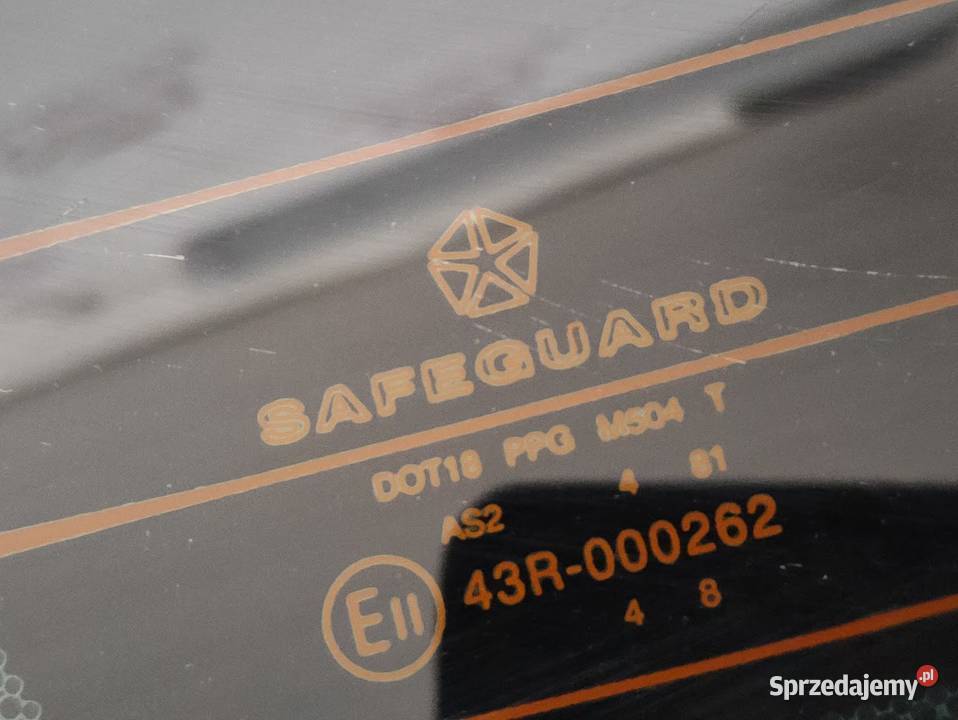 SAFEGUARD
DOT18 PPG M504 T
AS2 4 81
E11 43R-000262
4 8
Sprzedajemy.pl